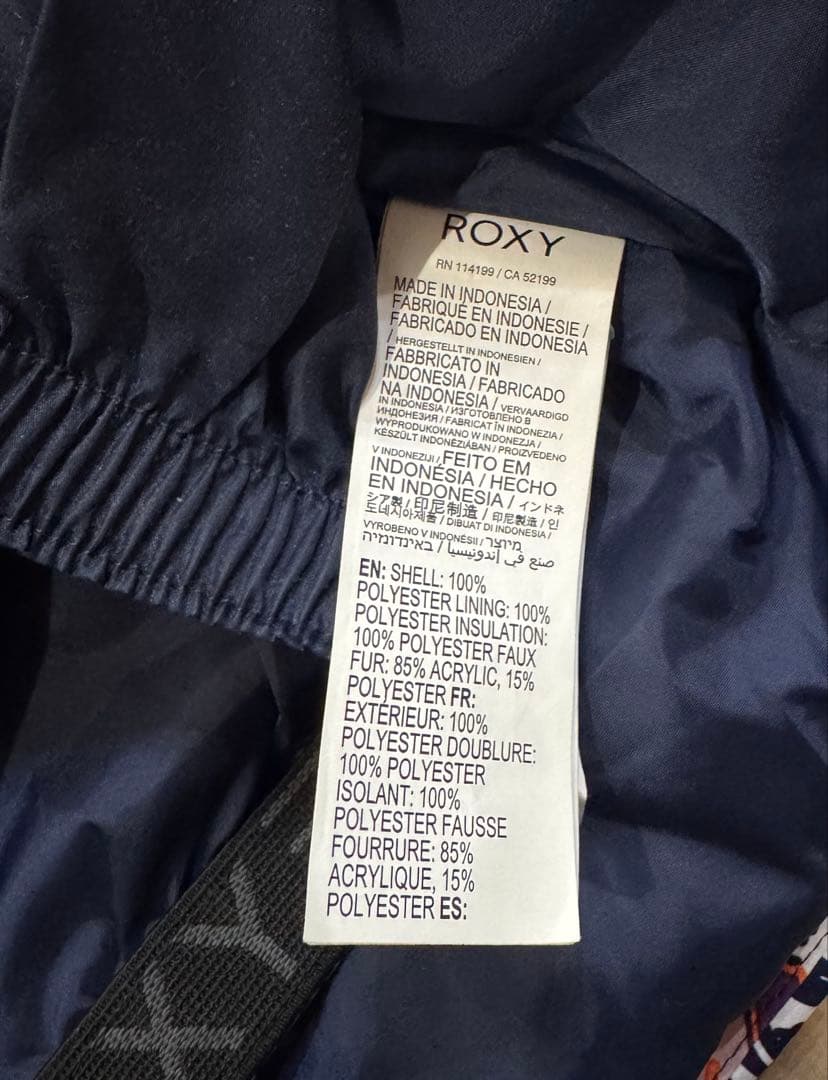 ROXY
RN 114199 / CA 52199
MADE IN INDONESIA /
FABRIQUÉ EN INDONESIE /
FABRICADO EN INDONESIA
/ HERGESTELLT IN INDONESIEN /
FABBRICATO IN
INDONESIA / FABRICADO
NA INDONESIA / VERVAARDIGD
IN INDONESIA / ИЗГОТОВЛЕНО В
ИНДОНЕЗИЯ / FABRICAT ÎN INDONEZIA /
WYPRODUKOWANO W INDONEZJA /
KÉSZÜLT INDONÉZIÁBAN / PROIZVEDENO
V INDONEZIJI / FEITO EM
INDONÉSIA / HECHO
EN INDONESIA / インドネ
シア製 / 印尼制造 / 印尼製造 / 인
도네시아제품 / DIBUAT DI INDONESIA /
VYROBENO V INDONÉSII / מיוצר
באינדונזיה / صنع في إندونيسيا
EN: SHELL: 100%
POLYESTER LINING: 100%
POLYESTER INSULATION:
100% POLYESTER FAUX
FUR: 85% ACRYLIC, 15%
POLYESTER FR:
EXTÉRIEUR: 100%
POLYESTER DOUBLURE:
100% POLYESTER
ISOLANT: 100%
POLYESTER FAUSSE
FOURRURE: 85%
ACRYLIQUE, 15%
POLYESTER ES:
XY